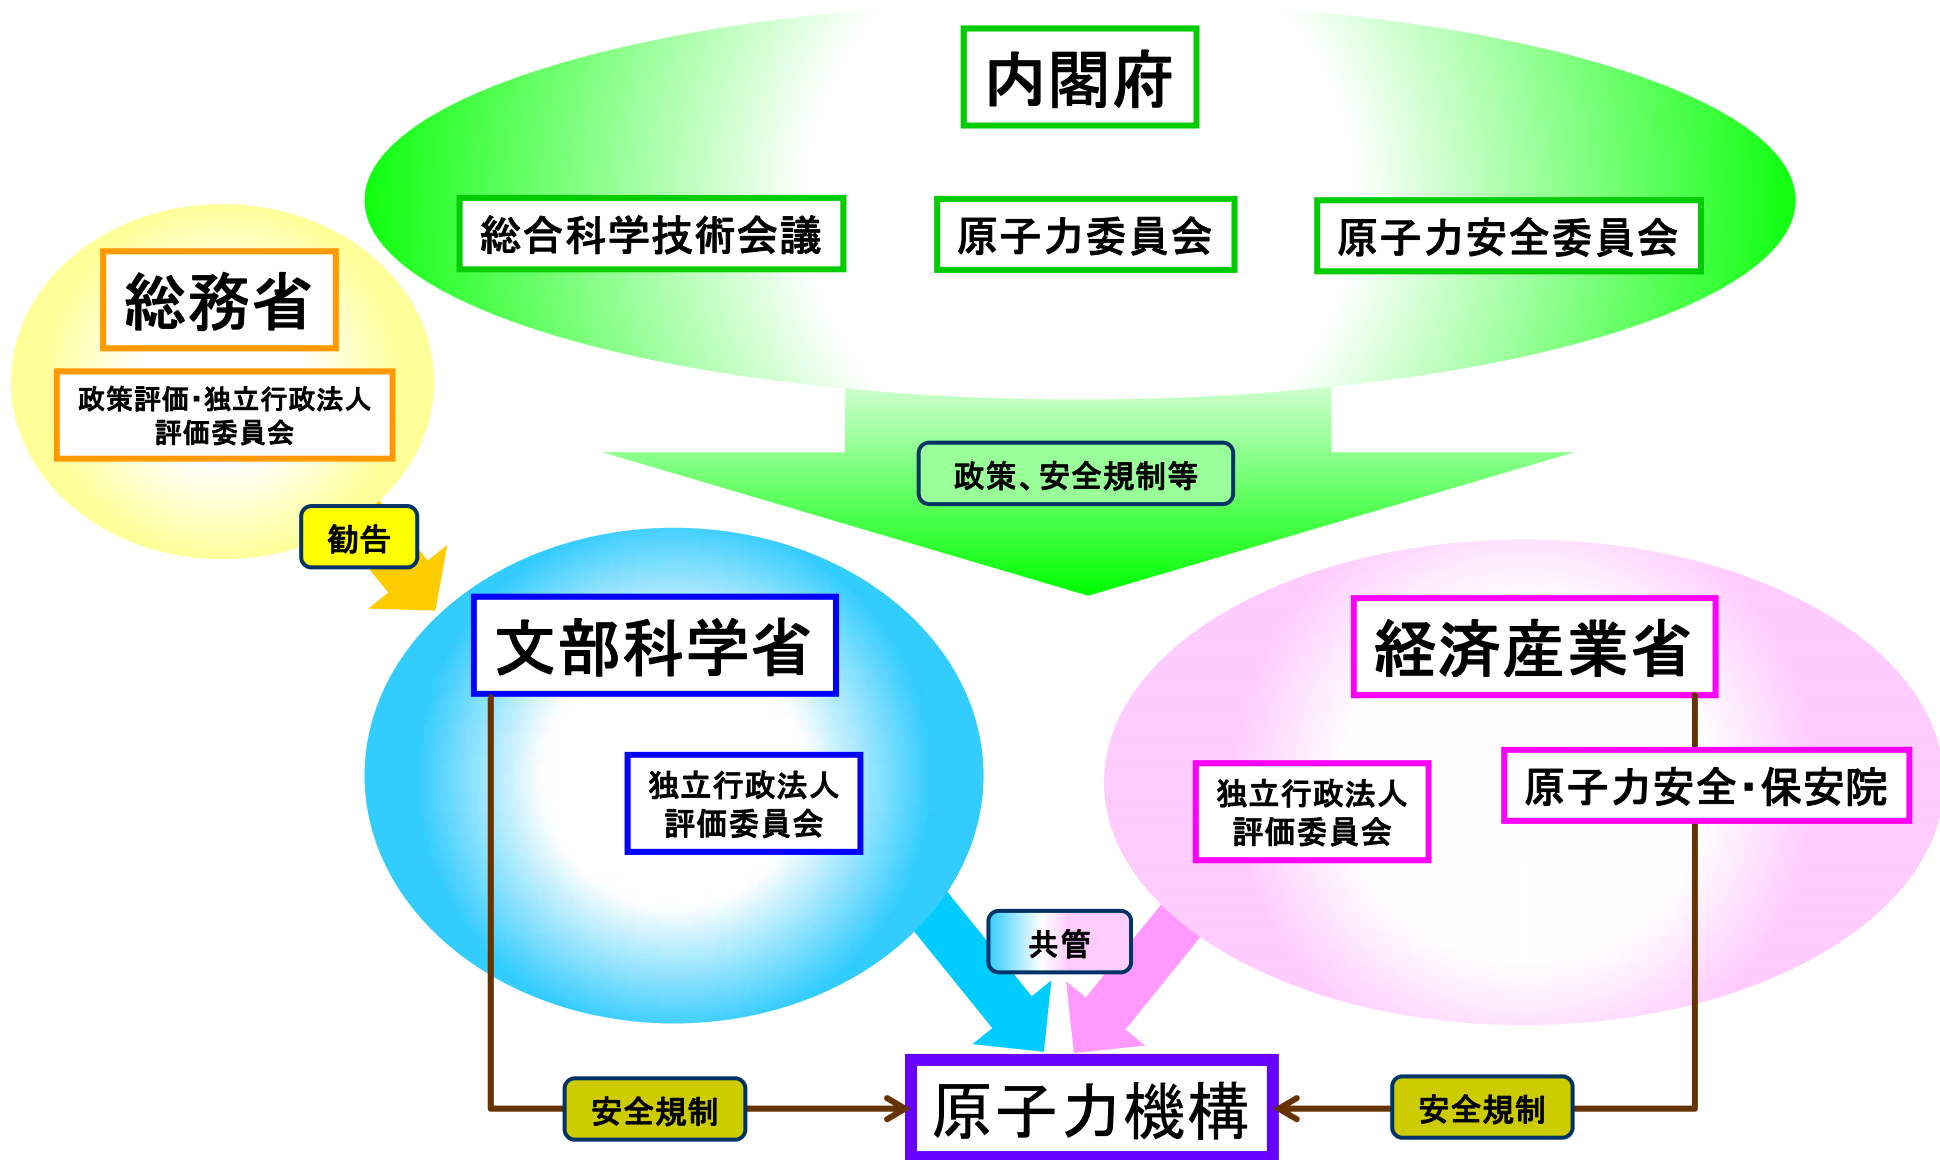 内閣府
総合科学技術会議
原子力委員会
原子力安全委員会
総務省
政策評価・独立行政法人
評価委員会
政策、安全規制等
勧告
文部科学省
経済産業省
独立行政法人
評価委員会
独立行政法人
評価委員会
原子力安全・保安院
共管
安全規制
原子力機構
安全規制